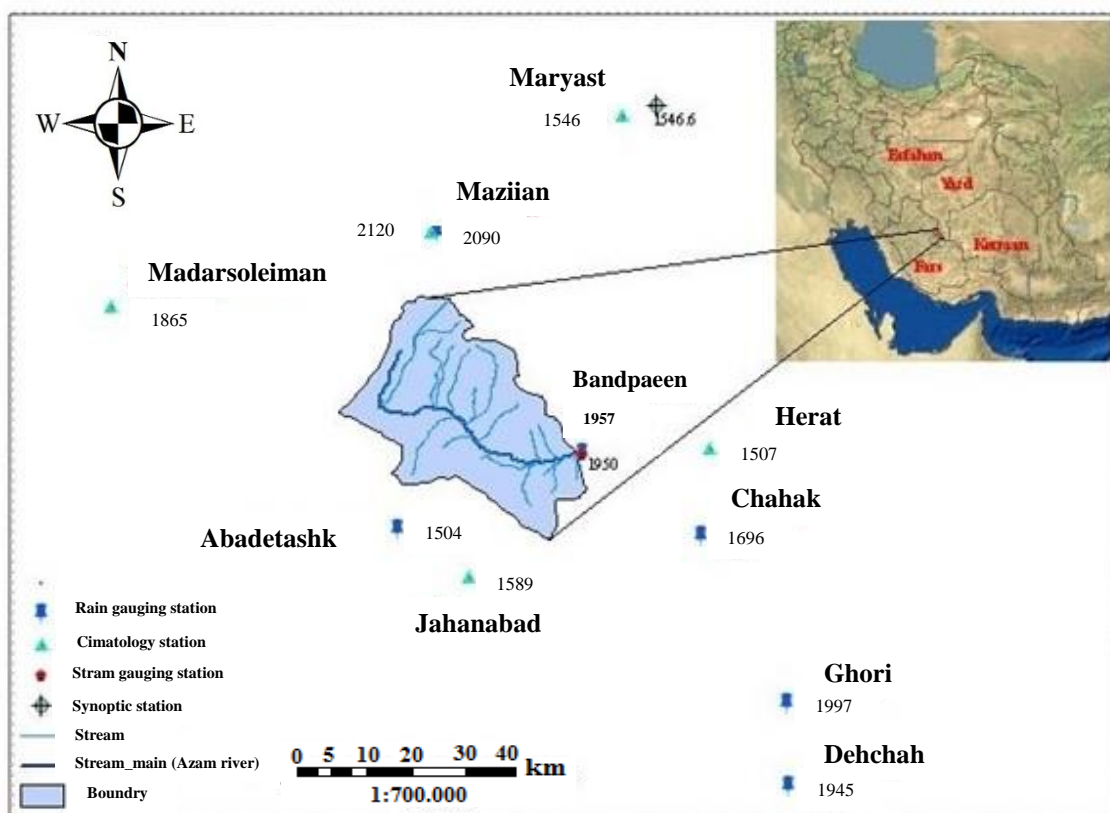 N
W E
S
Maryast
1546
1546.6
Maziian
2120 2090
Madarsoleiman
1865
Esfahan
Yazd
Kerman
Fars
Bandpaeen
1957
1950
Herat
1507
Chahak
1696
Abadetashk
1504
1589
Jahanabad
Ghori
1997
Dehchah
1945
Rain gauging station
Cimatology station
Stram gauging station
Synoptic station
Stream
Stream_main (Azam river)
Boundry
0 5 10 20 30 40 km
1:700.000